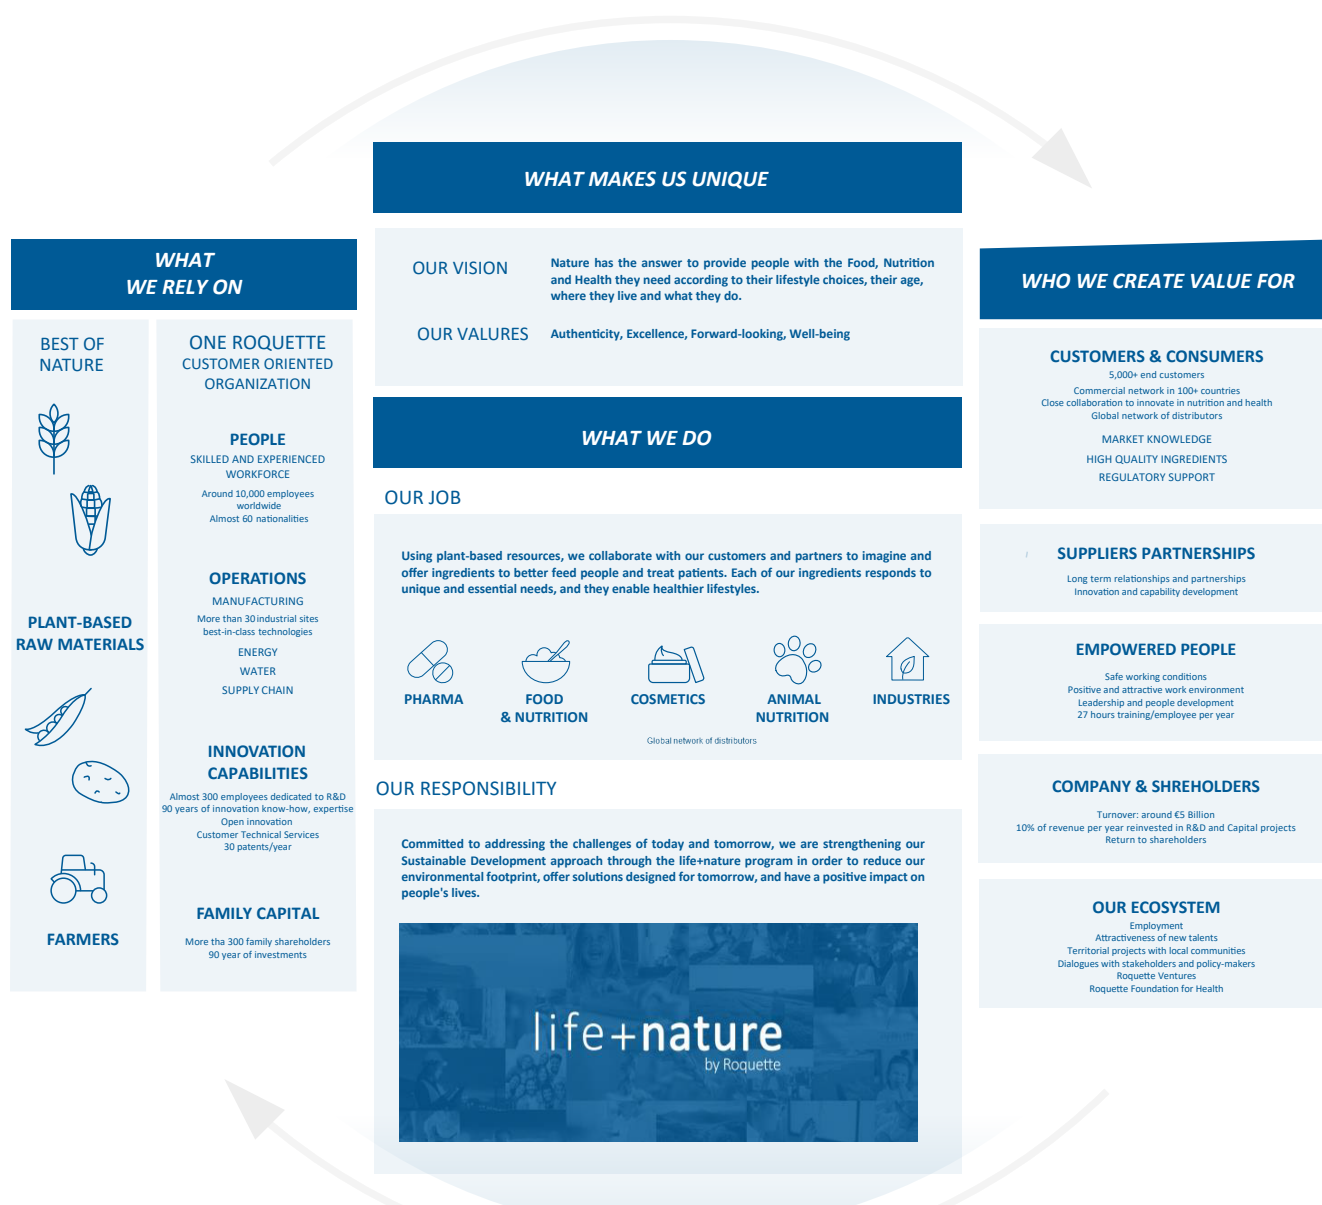 WHAT
WE RELY ON
BEST OF
NATURE
PLANT-BASED
RAW MATERIALS
FARMERS
ONE ROQUETTE
CUSTOMER ORIENTED
ORGANIZATION
PEOPLE
SKILLED AND EXPERIENCED
WORKFORCE
Around 10,000 employees
worldwide
Almost 60 nationalities
OPERATIONS
MANUFACTURING
More than 30 industrial sites
best-in-class technologies
ENERGY
WATER
SUPPLY CHAIN
INNOVATION
CAPABILITIES
Almost 300 employees dedicated to R&D
90 years of innovation know-how, expertise
Open innovation
Customer Technical Services
30 patents/year
FAMILY CAPITAL
More tha 300 family shareholders
90 year of investments
WHAT MAKES US UNIQUE
OUR VISION
Nature has the answer to provide people with the Food, Nutrition
and Health they need according to their lifestyle choices, their age,
where they live and what they do.
OUR VALURES
Authenticity, Excellence, Forward-looking, Well-being
WHAT WE DO
OUR JOB
Using plant-based resources, we collaborate with our customers and partners to imagine and
offer ingredients to better feed people and treat patients. Each of our ingredients responds to
unique and essential needs, and they enable healthier lifestyles.
PHARMA
FOOD
& NUTRITION
COSMETICS
ANIMAL
NUTRITION
INDUSTRIES
Global network of distributors
OUR RESPONSIBILITY
Committed to addressing the challenges of today and tomorrow, we are strengthening our
Sustainable Development approach through the life+nature program in order to reduce our
environmental footprint, offer solutions designed for tomorrow, and have a positive impact on
people's lives.
life+nature
by Roquette
WHO WE CREATE VALUE FOR
CUSTOMERS & CONSUMERS
5,000+ end customers
Commercial network in 100+ countries
Close collaboration to innovate in nutrition and health
Global network of distributors
MARKET KNOWLEDGE
HIGH QUALITY INGREDIENTS
REGULATORY SUPPORT
SUPPLIERS PARTNERSHIPS
Long term relationships and partnerships
Innovation and capability development
EMPOWERED PEOPLE
Safe working conditions
Positive and attractive work environment
Leadership and people development
27 hours training/employee per year
COMPANY & SHREHOLDERS
Turnover: around €5 Billion
10% of revenue per year reinvested in R&D and Capital projects
Return to shareholders
OUR ECOSYSTEM
Employment
Attractiveness of new talents
Territorial projects with local communities
Dialogues with stakeholders and policy-makers
Roquette Ventures
Roquette Foundation for Health